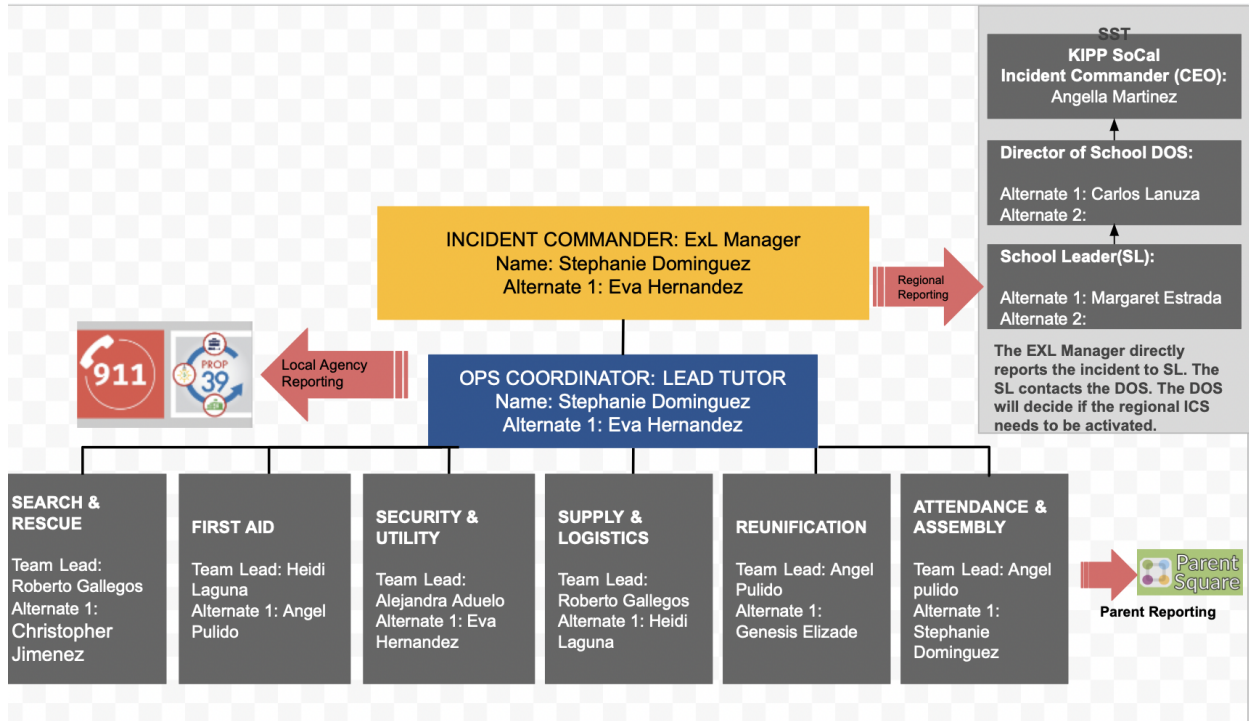 SST
KIPP SoCal
Incident Commander (CEO):
Angella Martinez
Director of School DOS:
Alternate 1: Carlos Lanuza
Alternate 2:
School Leader(SL):
Alternate 1: Margaret Estrada
Alternate 2:
The EXL Manager directly
reports the incident to SL. The
SL contacts the DOS. The DOS
will decide if the regional ICS
needs to be activated.
INCIDENT COMMANDER: ExL Manager
Name: Stephanie Dominguez
Alternate 1: Eva Hernandez
Regional
Reporting
911
PROP
39
Local Agency
Reporting
OPS COORDINATOR: LEAD TUTOR
Name: Stephanie Dominguez
Alternate 1: Eva Hernandez
SEARCH &
RESCUE
Team Lead:
Roberto Gallegos
Alternate 1:
Christopher
Jimenez
FIRST AID
Team Lead: Heidi
Laguna
Alternate 1: Angel
Pulido
SECURITY &
UTILITY
Team Lead:
Alejandra Aduelo
Alternate 1: Eva
Hernandez
SUPPLY &
LOGISTICS
Team Lead:
Roberto Gallegos
Alternate 1: Heidi
Laguna
REUNIFICATION
Team Lead: Angel
Pulido
Alternate 1:
Genesis Elizade
ATTENDANCE &
ASSEMBLY
Team Lead: Angel
pulido
Alternate 1:
Stephanie
Dominguez
Parent
Square
Parent Reporting